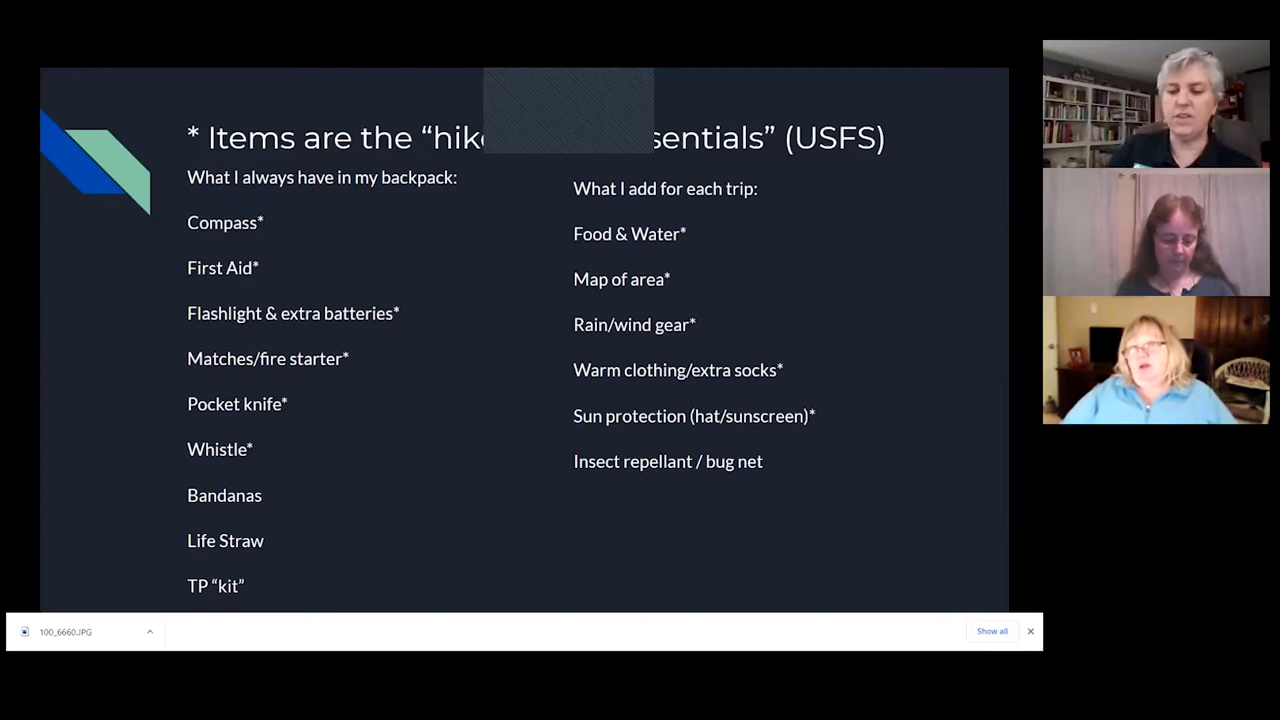 * Items are the “hik sentials” (USFS)
What I always have in my backpack:
Compass*
First Aid*
Flashlight & extra batteries*
Matches/fire starter*
Pocket knife*
Whistle*
Bandanas
Life Straw
TP “kit”
What I add for each trip:
Food & Water*
Map of area*
Rain/wind gear*
Warm clothing/extra socks*
Sun protection (hat/sunscreen)*
Insect repellant / bug net
100_6660.JPG
Show all